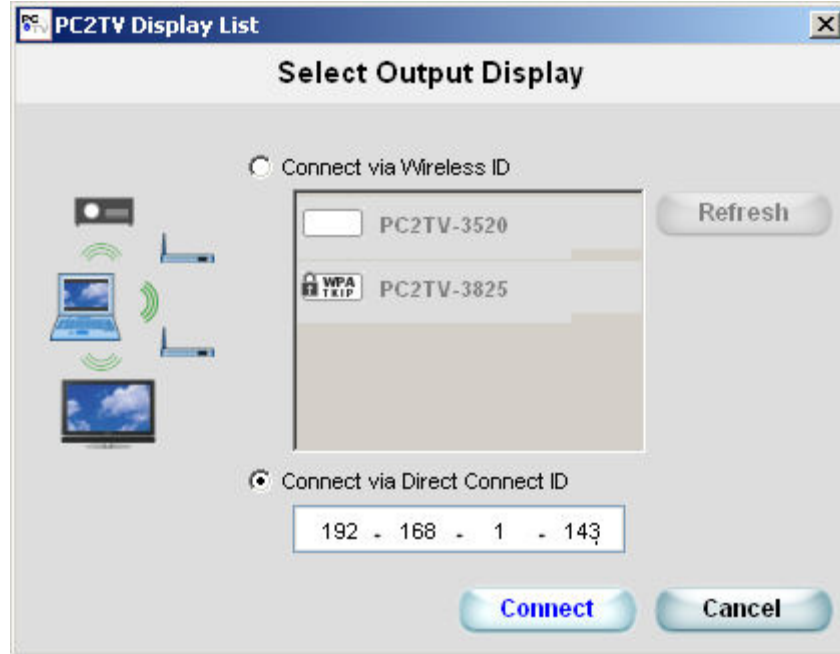 PC2TV Display List
Select Output Display
Connect via Wireless ID
PC2TV-3520
Refresh
WPA
TKIP
PC2TV-3825
Connect via Direct Connect ID
192 . 168 . 1 . 143
Connect
Cancel